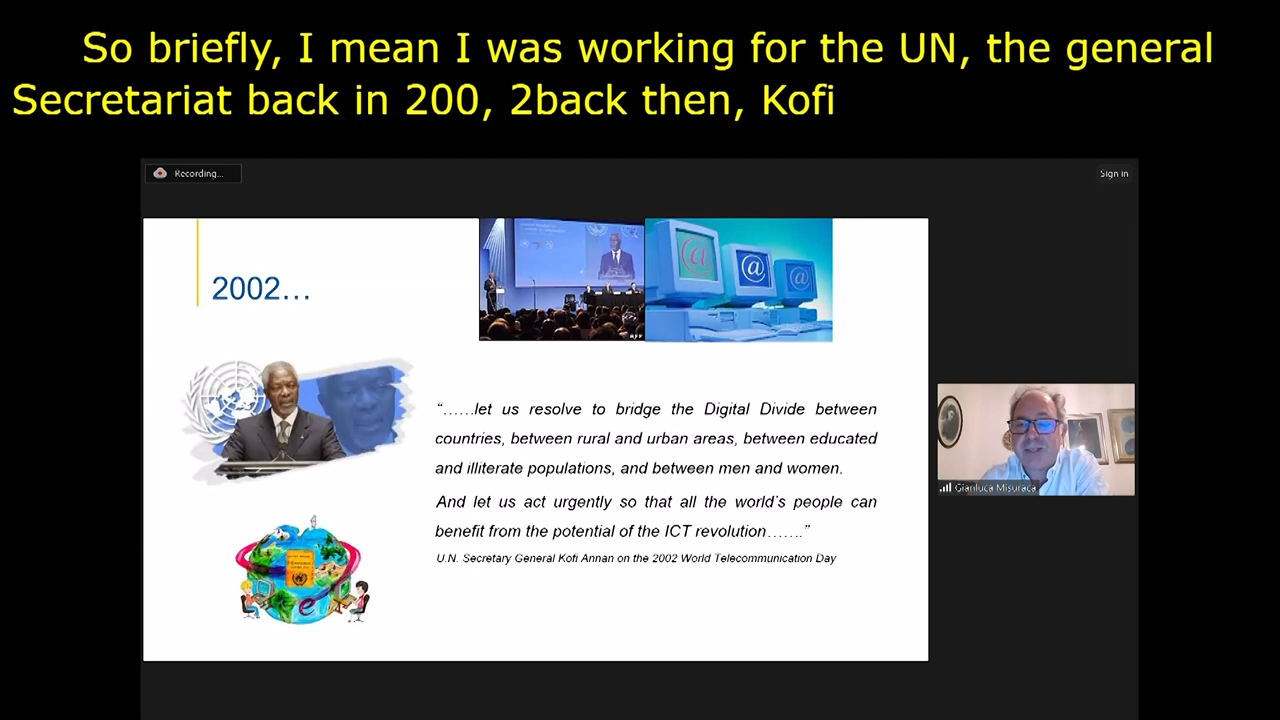 So briefly, I mean I was working for the UN, the general
Secretariat back in 200, 2back then, Kofi
Recording...
Sign in
2002…
“……let us resolve to bridge the Digital Divide between
countries, between rural and urban areas, between educated
and illiterate populations, and between men and women.
And let us act urgently so that all the world's people can
benefit from the potential of the ICT revolution…….”
U.N. Secretary General Kofi Annan on the 2002 World Telecommunication Day
Gianluca Misuraca